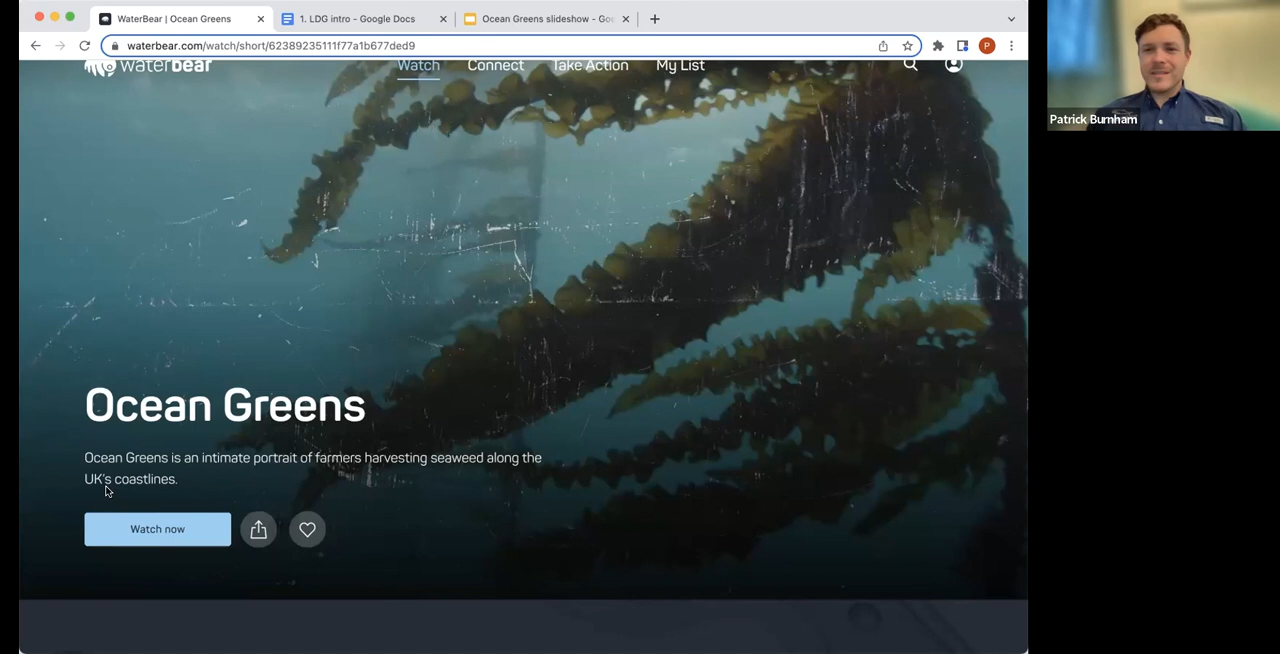 WaterBear | Ocean Greens
1. LDG intro - Google Docs
Ocean Greens slideshow - Goo
waterbear.com/watch/short/62389235111f77a1b677ded9
P
waterbear
Watch
Connect
Take Action
My List
Patrick Burnham
Ocean Greens
Ocean Greens is an intimate portrait of farmers harvesting seaweed along the
UK's coastlines.
Watch now